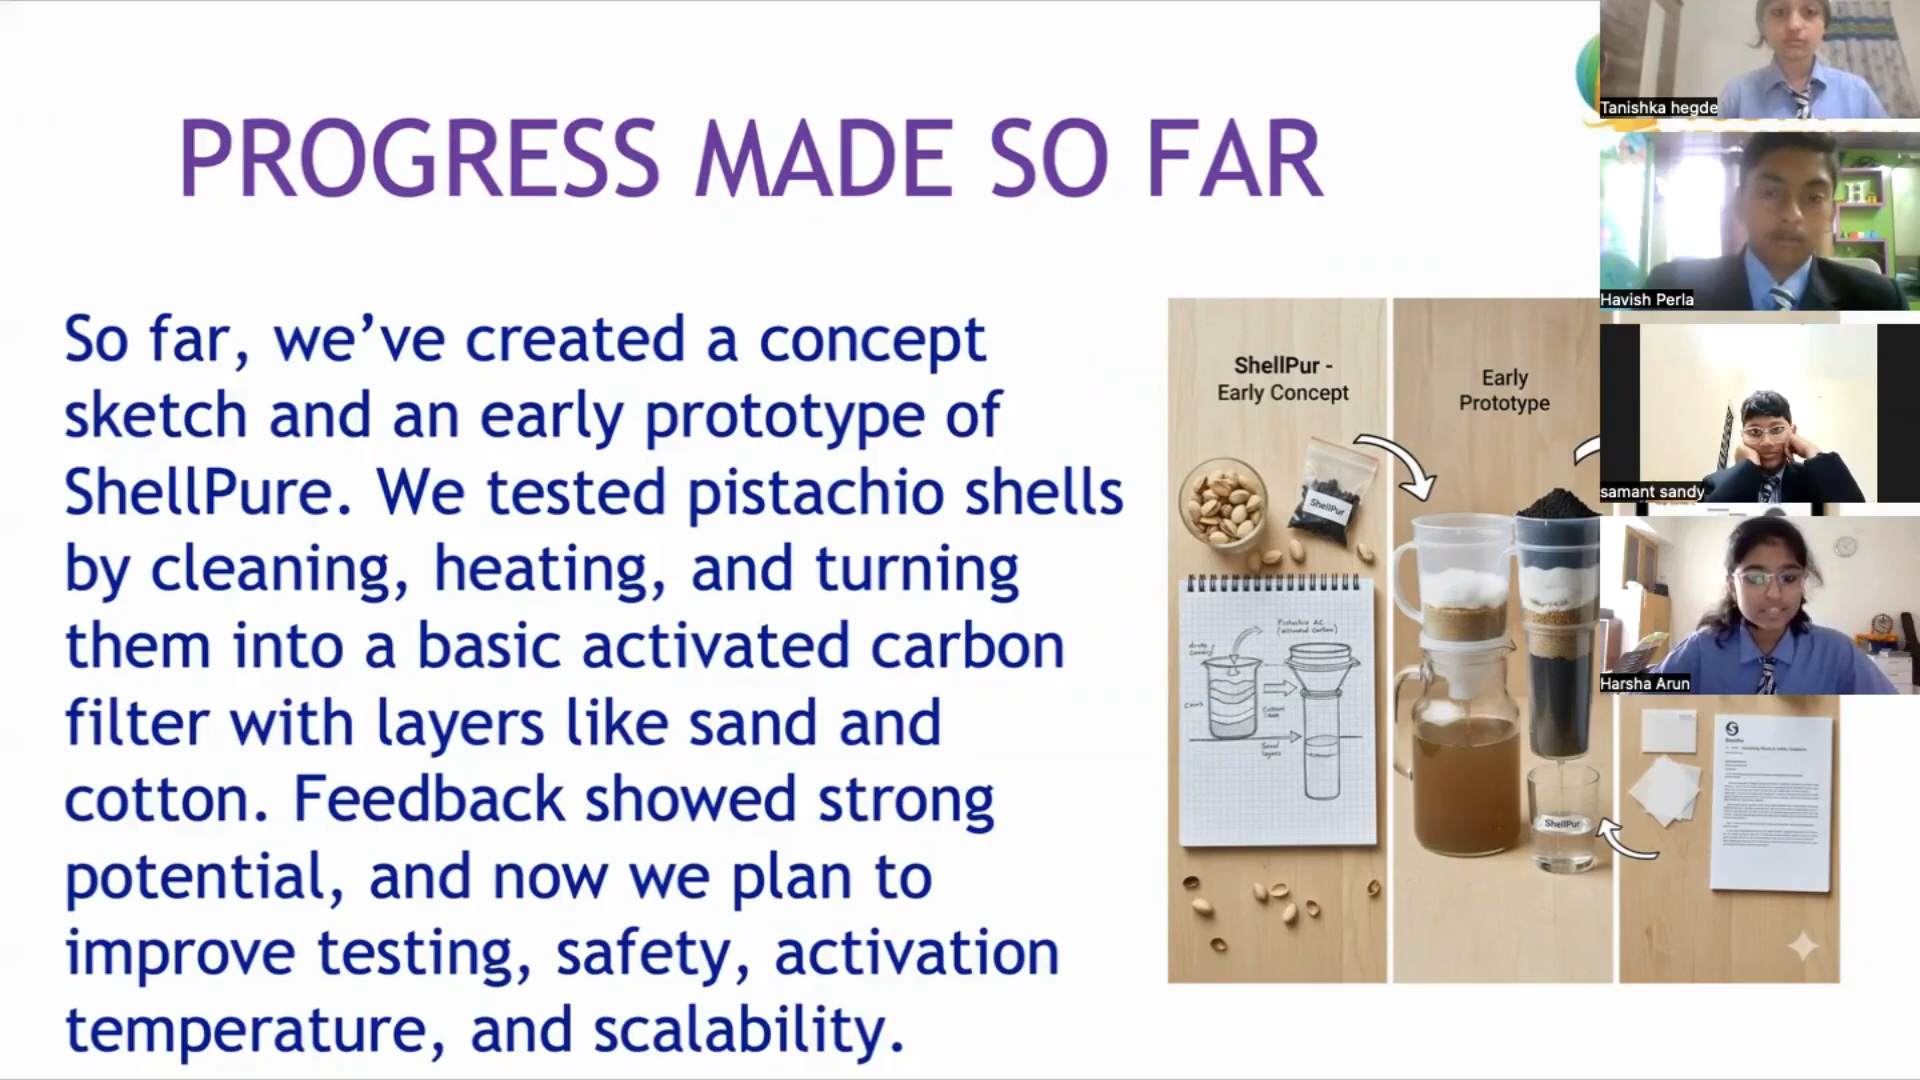 PROGRESS MADE SO FAR
So far, we've created a concept
sketch and an early prototype of
ShellPure. We tested pistachio shells
by cleaning, heating, and turning
them into a basic activated carbon
filter with layers like sand and
cotton. Feedback showed strong
potential, and now we plan to
improve testing, safety, activation
temperature, and scalability.
ShellPur -
Early Concept
ShellPur
Pistachio AC
Early
Prototype
ShellPur
Tanishka hegde
Havish Perla
samant sandy
Harsha Arun